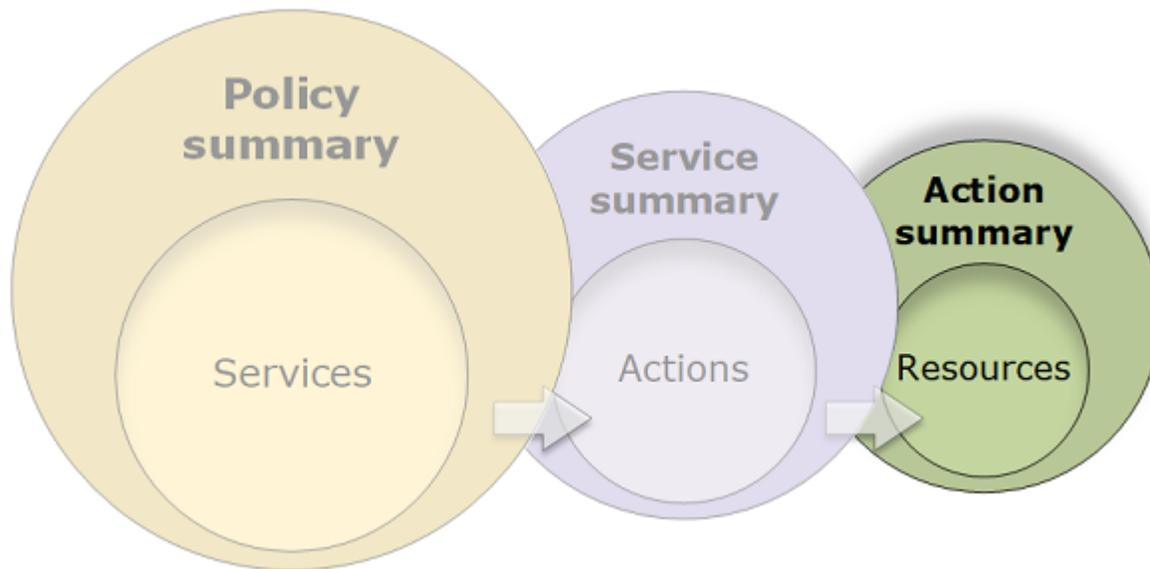 Policy
summary
Services
Service
summary
Actions
Action
summary
Resources